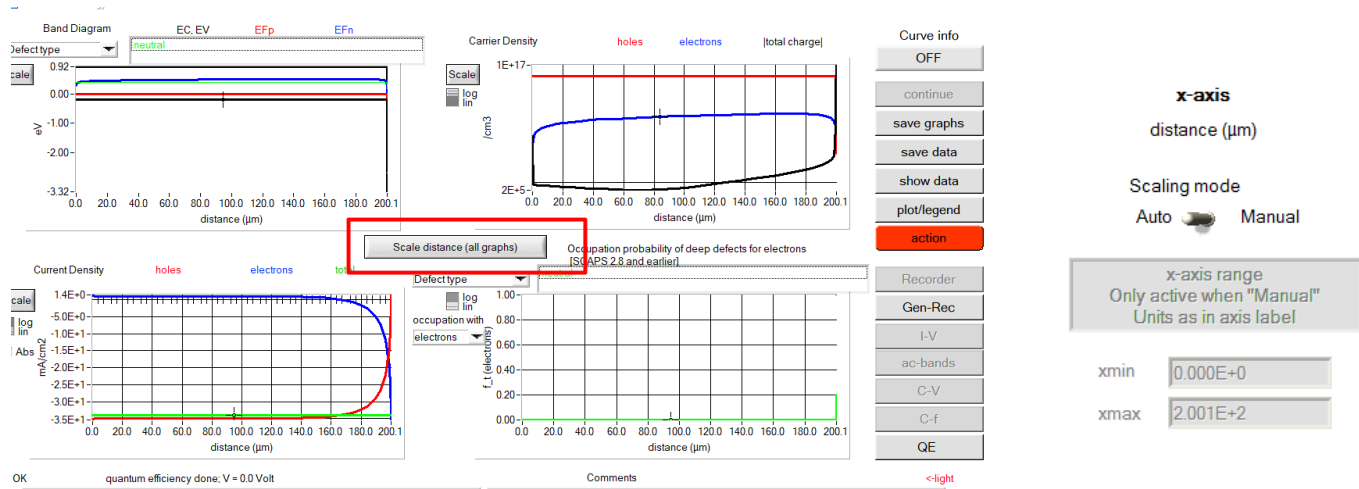 Band Diagram
EC, EV
EFp
EFn
Defect type
neutral
cale
0.92
0.00
-1.00
-2.00
-3.32
eV
0.0 20.0 40.0 60.0 80.0 100.0 120.0 140.0 160.0 200.1
distance (µm)
Carrier Density
holes
electrons
|total charge|
Scale
log
lin
1E+17
/cm3
2E+5
0.0 20.0 40.0 60.0 80.0 100.0 120.0 140.0 160.0 200.1
distance (µm)
Scale distance (all graphs)
Current Density
holes
electrons
total
cale
log
lin
Abs
1.4E+0
-5.0E+0
-1.0E+1
-1.5E+1
-2.0E+1
-2.5E+1
-3.0E+1
-3.5E+1
mA/cm2
0.0 20.0 40.0 60.0 80.0 100.0 120.0 140.0 160.0 200.1
distance (µm)
Occupation probability of deep defects for electrons
[SCAPS 2.8 and earlier]
Defect type
neutral
log
lin
occupation with
electrons
1.00
0.60
0.40
0.20
0.00
f_t (electrons)
0.0 20.0 40.0 60.0 80.0 100.0 120.0 140.0 160.0 200.1
distance (µm)
Curve info
OFF
continue
save graphs
save data
show data
plot/legend
action
Recorder
Gen-Rec
I-V
ac-bands
C-V
C-f
QE
OK
quantum efficiency done; V = 0.0 Volt
Comments
<-light
x-axis
distance (µm)
Scaling mode
Auto Manual
x-axis range
Only active when "Manual"
Units as in axis label
xmin 0.000E+0
xmax 2.001E+2